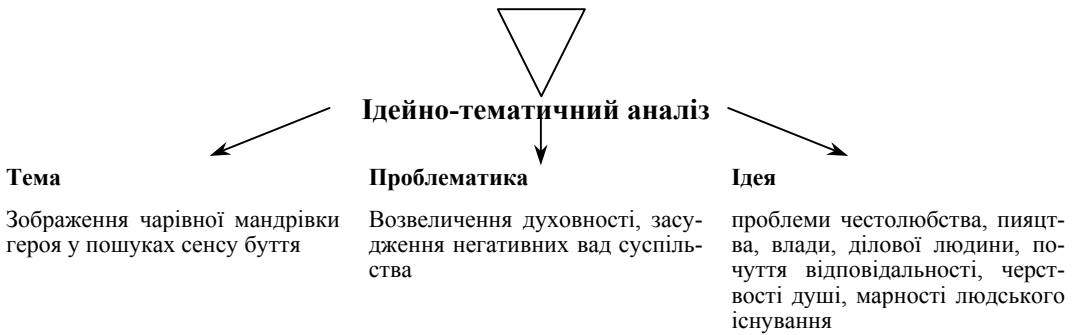 Ідейно-тематичний аналіз
Тема
Зображення чарівної мандрівки
героя у пошуках сенсу буття
Проблематика
Возвеличення духовності, засу-
дження негативних вад суспіль-
ства
Ідея
проблеми честолюбства, пияцт-
ва, влади, ділової людини, по-
чуття відповідальності, черст-
вості душі, марності людського
існування